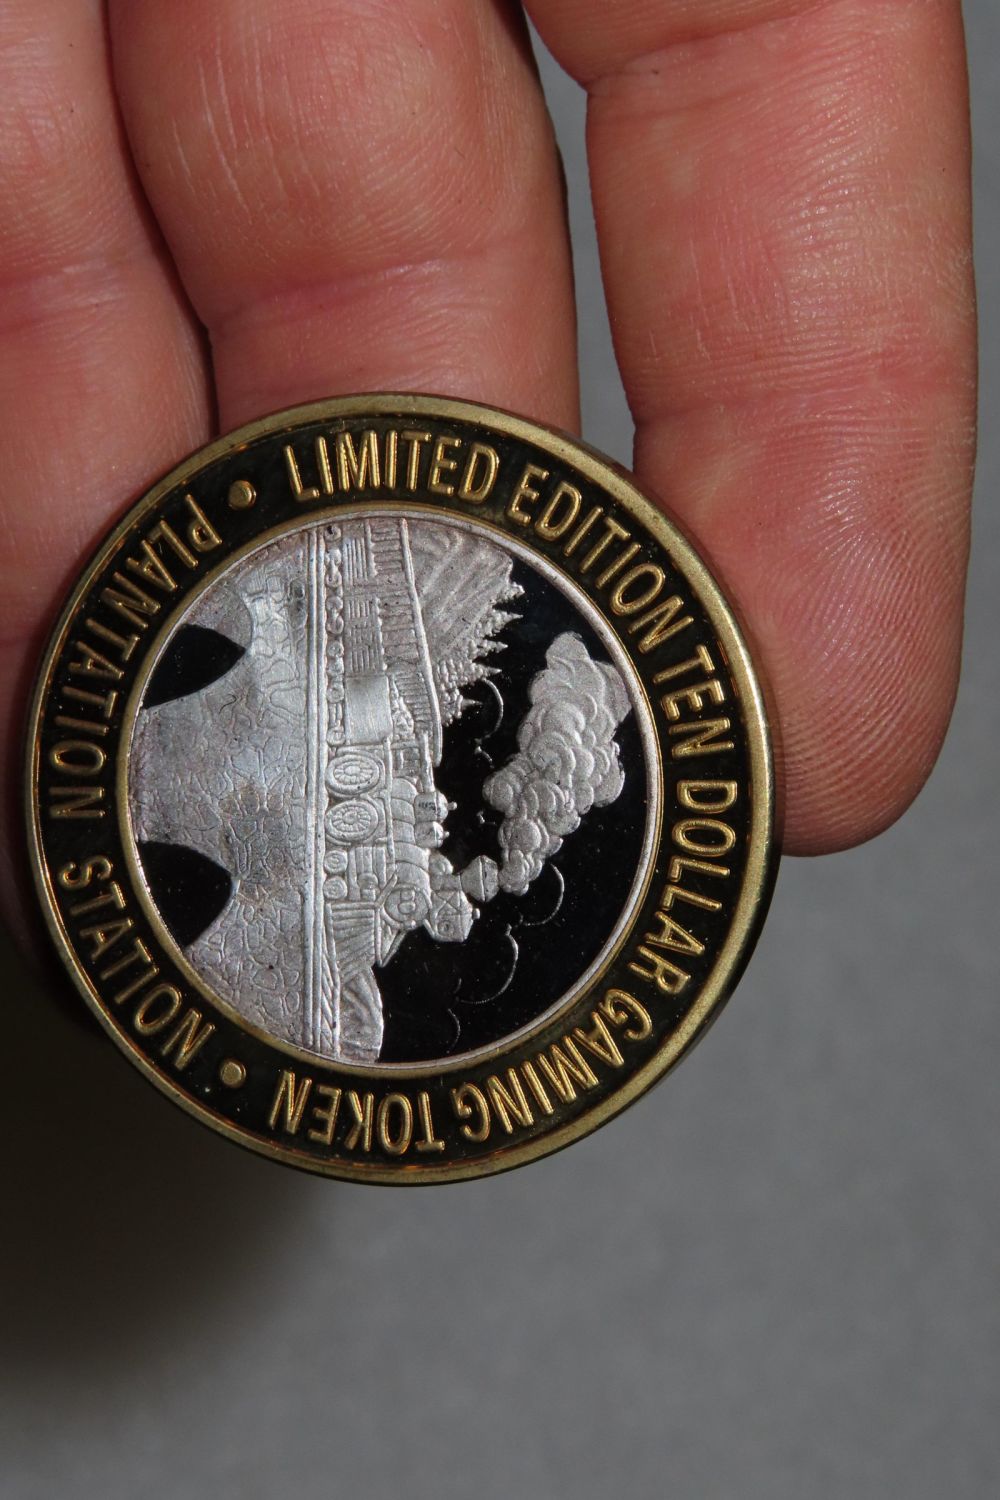 LIMITED EDITION TEN DOLLAR GAMING TOKEN
PLANTATION STATION